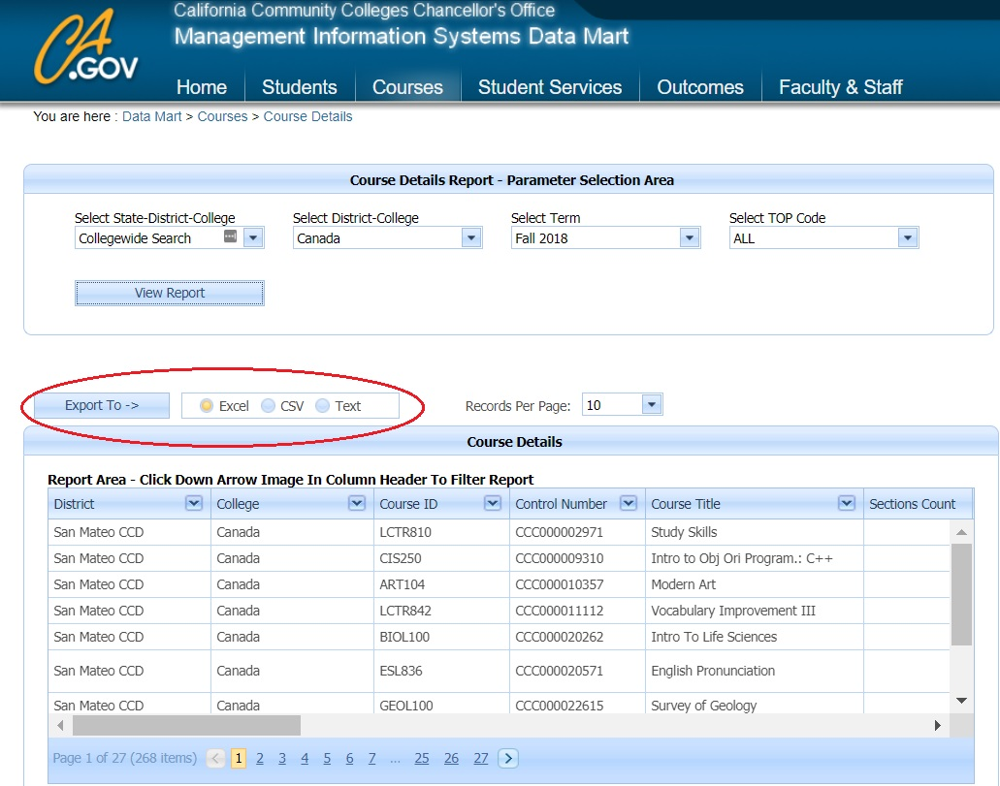 California Community Colleges Chancellor's Office
Management Information Systems Data Mart
CA.GOV
Home Students Courses Student Services Outcomes Faculty & Staff
You are here : Data Mart > Courses > Course Details
Course Details Report - Parameter Selection Area
Select State-District-College Select District-College Select Term Select TOP Code
Collegewide Search Canada Fall 2018 ALL
View Report
Export To -> Excel CSV Text Records Per Page: 10
Course Details
Report Area - Click Down Arrow Image In Column Header To Filter Report
District College Course ID Control Number Course Title Sections Count
San Mateo CCD Canada LCTR810 CCC000002971 Study Skills
San Mateo CCD Canada CIS250 CCC000009310 Intro to Obj Ori Program.: C++
San Mateo CCD Canada ART104 CCC000010357 Modern Art
San Mateo CCD Canada LCTR842 CCC000011112 Vocabulary Improvement III
San Mateo CCD Canada BIOL100 CCC000020262 Intro To Life Sciences
San Mateo CCD Canada ESL836 CCC000020571 English Pronunciation
San Mateo CCD Canada GEOL100 CCC000022615 Survey of Geology
Page 1 of 27 (268 items) < 1 2 3 4 5 6 7 ... 25 26 27 >